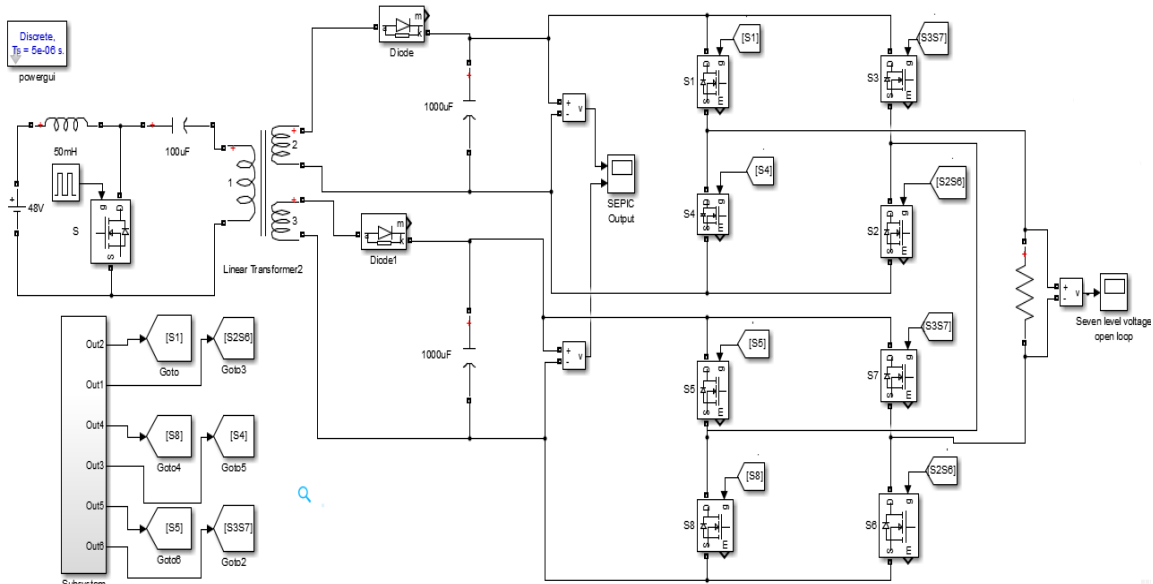 Discrete,
Ts = 5e-06 s.
powergui
48V
50mH
S
g
D
S
100uF
1
2
3
Linear Transformer2
a
m
k
Diode
a
m
k
Diode1
1000uF
1000uF
+
-
v
+
-
v
SEPIC
Output
[S1]
S1
[S3S7]
S3
[S4]
S4
[S2S6]
S2
[S5]
S5
[S3S7]
S7
[S8]
S8
[S2S6]
S6
+
-
v
Seven level voltage
open loop
Out2
Out1
Out4
Out3
Out5
Out6
Subsystem
[S1]
Goto
[S2S6]
Goto3
[S8]
Goto4
[S4]
Goto5
[S5]
Goto6
[S3S7]
Goto2